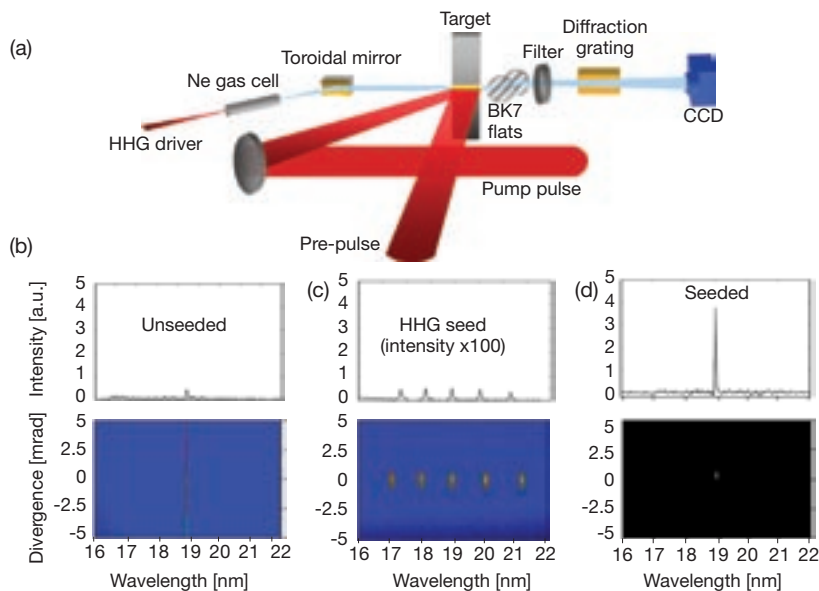 (a)
Target
Diffraction
grating
Toroidal mirror
Filter
Ne gas cell
BK7
flats
CCD
HHG driver
Pump pulse
Pre-pulse
(b)
(c)
(d)
Intensity [a.u.]
5
4
3
2
1
0
Unseeded
5
4
3
2
1
0
HHG seed
(intensity x100)
5
4
3
2
1
0
Seeded
Divergence [mrad]
5
2.5
0
-2.5
-5
16 17 18 19 20 21 22
Wavelength [nm]
5
2.5
0
-2.5
-5
16 17 18 19 20 21 22
Wavelength [nm]
5
2.5
0
-2.5
-5
16 17 18 19 20 21 22
Wavelength [nm]